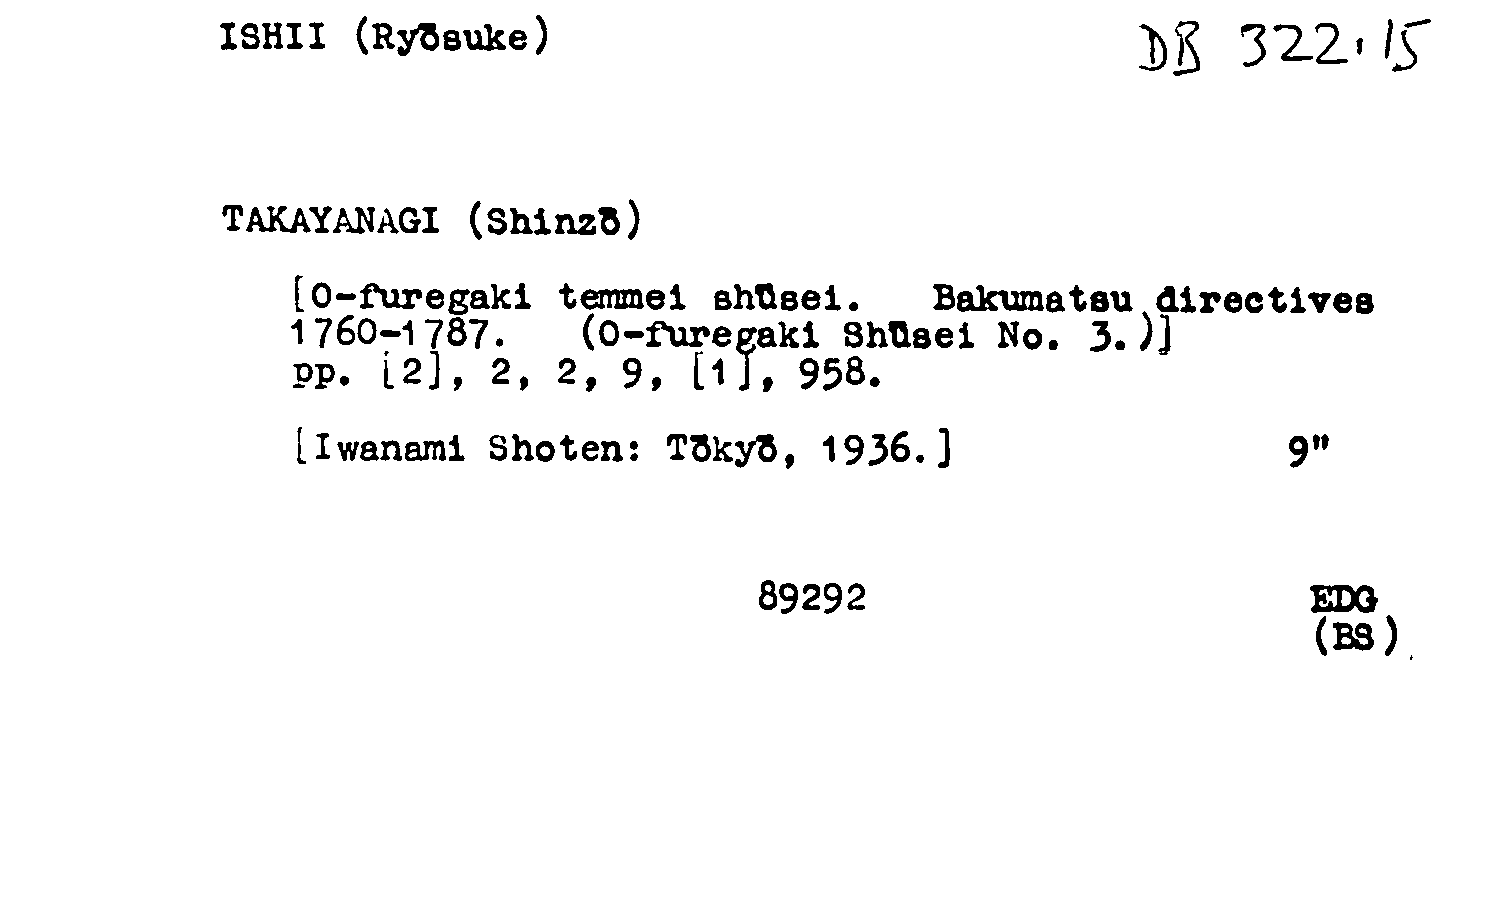 ISHII (Ryōsuke)
DB 322.15
TAKAYANAGI (Shinzō)
[O-furegaki temmei shūsei. Bakumatsu directives
1760-1787. (O-furegaki Shūsei No. 3.)]
pp. [2], 2, 2, 9, [1], 958.
[Iwanami Shoten: Tōkyō, 1936.] 9"
89292
EDG
(BS)